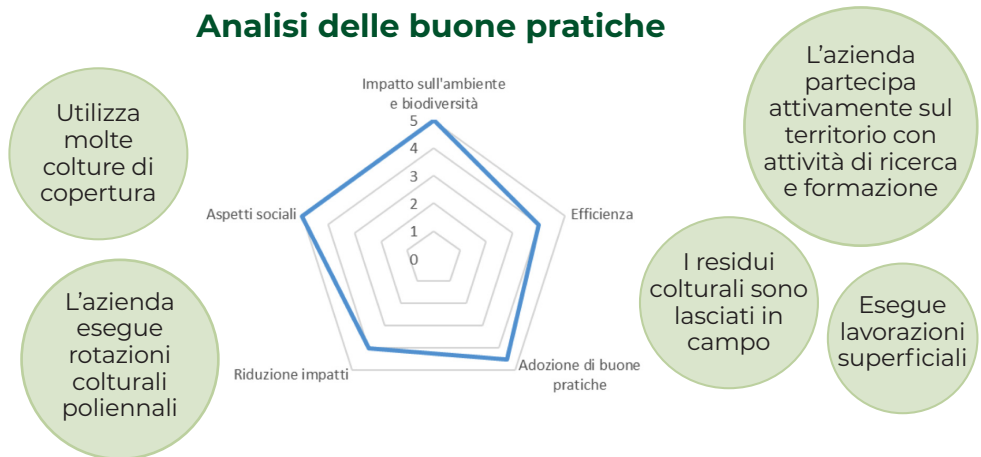 Analisi delle buone pratiche
Utilizza
molte
colture di
copertura
L'azienda
esegue
rotazioni
colturali
poliennali
Impatto sull'ambiente
e biodiversità
5
4
3
2
1
0
Aspetti sociali
Efficienza
Riduzione impatti
Adozione di buone
pratiche
L'azienda
partecipa
attivamente sul
territorio con
attività di ricerca
e formazione
I residui
colturali sono
lasciati in
campo
Esegue
lavorazioni
superficiali